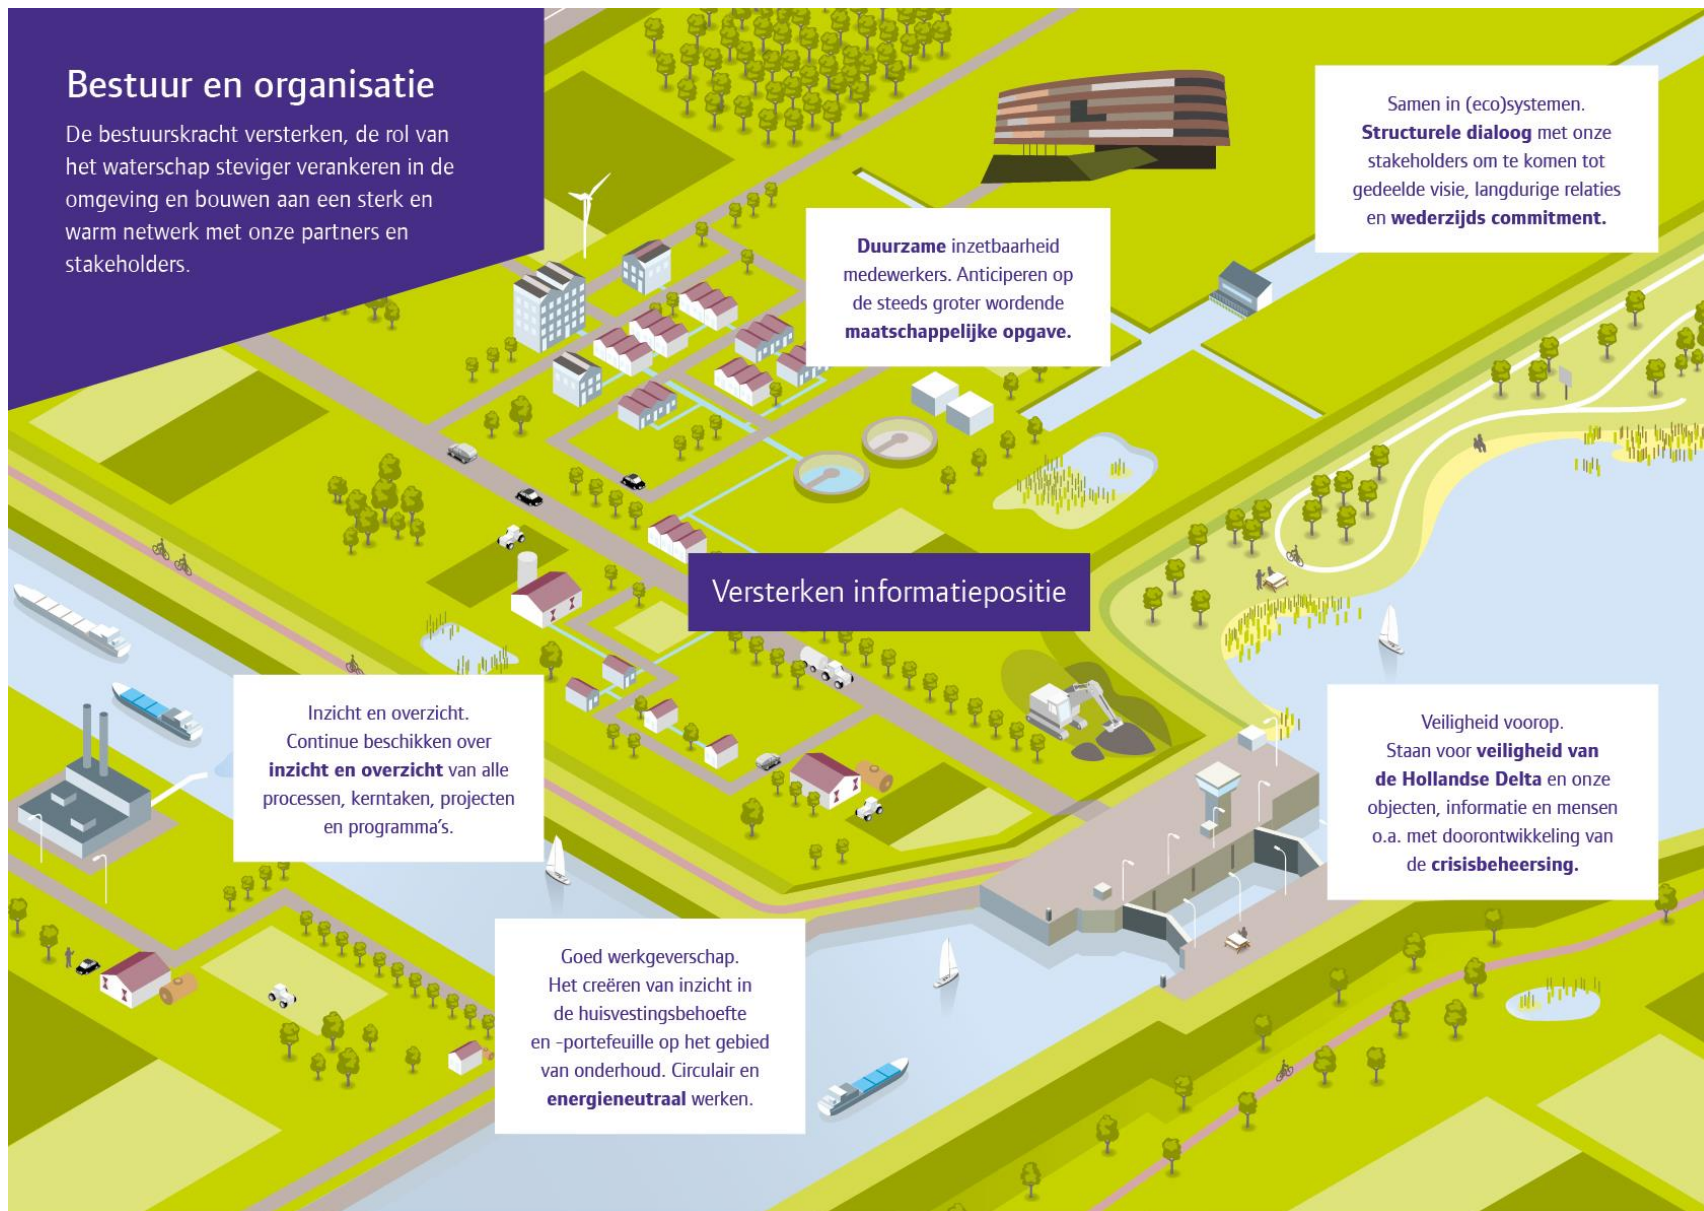 Bestuur en organisatie
De bestuurskracht versterken, de rol van
het waterschap steviger verankeren in de
omgeving en bouwen aan een sterk en
warm netwerk met onze partners en
stakeholders.
Samen in (eco)systemen.
Structurele dialoog met onze
stakeholders om te komen tot
gedeelde visie, langdurige relaties
en wederzijds commitment.
Duurzame inzetbaarheid
medewerkers. Anticiperen op
de steeds groter wordende
maatschappelijke opgave.
Versterken informatiepositie
Inzicht en overzicht.
Continue beschikken over
inzicht en overzicht van alle
processen, kerntaken, projecten
en programma’s.
Veiligheid voorop.
Staan voor veiligheid van
de Hollandse Delta en onze
objecten, informatie en mensen
o.a. met doorontwikkeling van
de crisisbeheersing.
Goed werkgeverschap.
Het creëren van inzicht in
de huisvestingsbehoefte
en -portefeuille op het gebied
van onderhoud. Circulair en
energieneutraal werken.